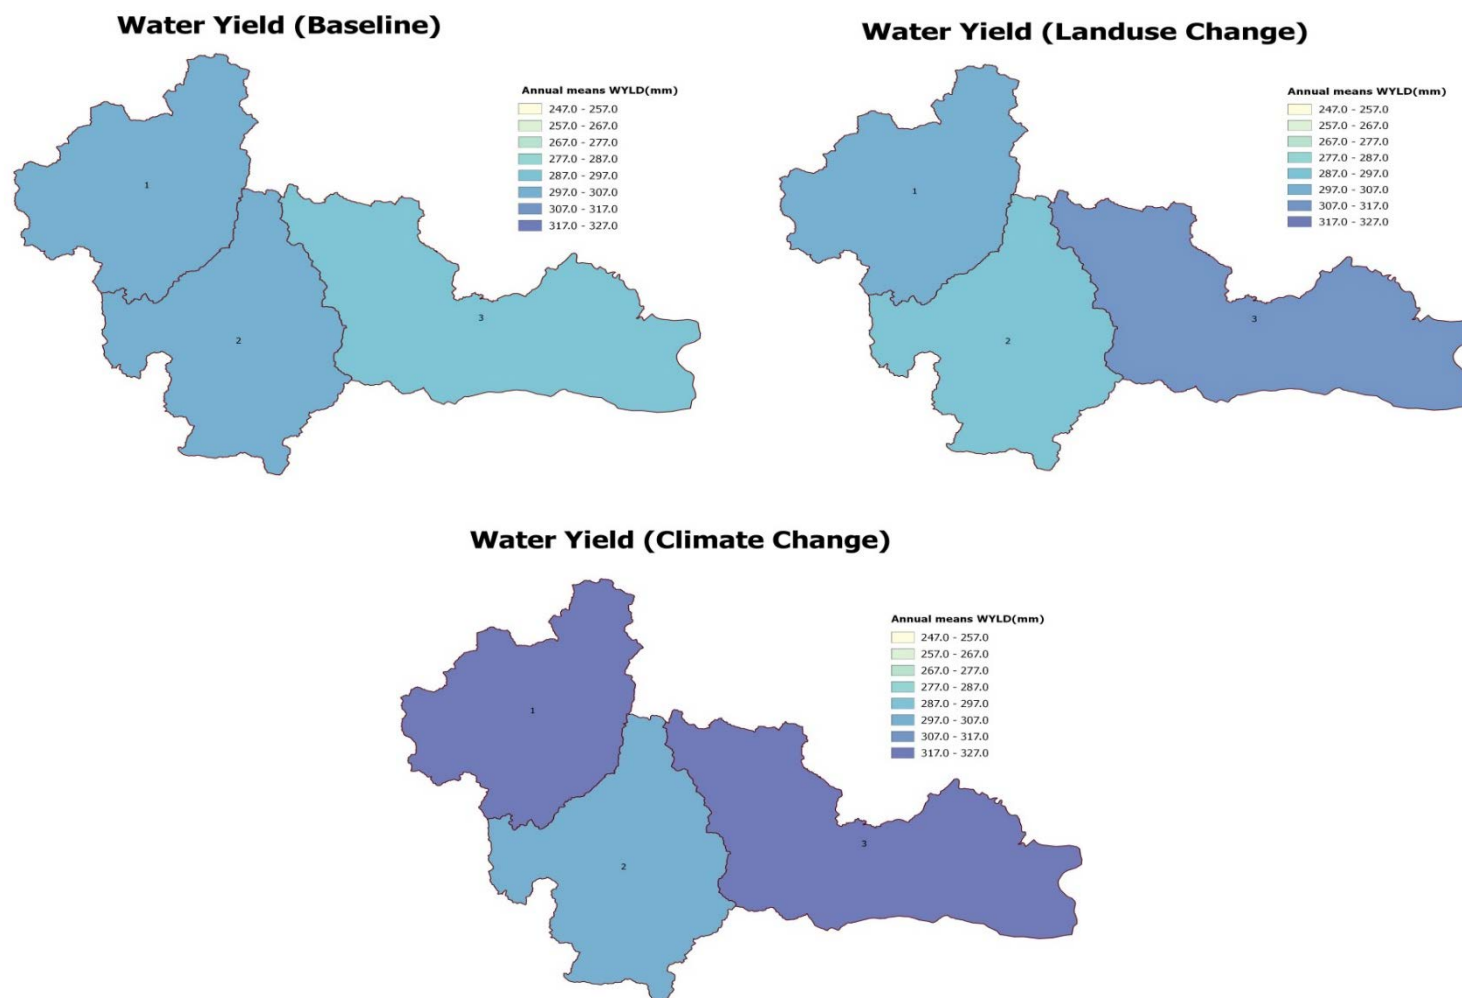 Water Yield (Baseline)
Annual means WYLD(mm)
247.0 - 257.0
257.0 - 267.0
267.0 - 277.0
277.0 - 287.0
287.0 - 297.0
297.0 - 307.0
307.0 - 317.0
317.0 - 327.0
1
2
3
Water Yield (Landuse Change)
Annual means WYLD(mm)
247.0 - 257.0
257.0 - 267.0
267.0 - 277.0
277.0 - 287.0
287.0 - 297.0
297.0 - 307.0
307.0 - 317.0
317.0 - 327.0
1
2
3
Water Yield (Climate Change)
Annual means WYLD(mm)
247.0 - 257.0
257.0 - 267.0
267.0 - 277.0
277.0 - 287.0
287.0 - 297.0
297.0 - 307.0
307.0 - 317.0
317.0 - 327.0
1
2
3